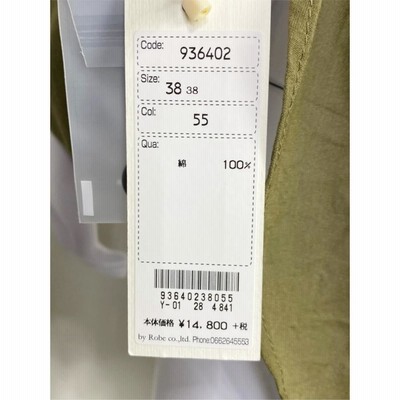 Code: 936402
Size: 38 38
Col: 55
Qua:
綿 100%
93640238055
Y-01 28 4841
本体価格 ¥14,800 +税
by Robe co.,ltd. Phone:0662645553